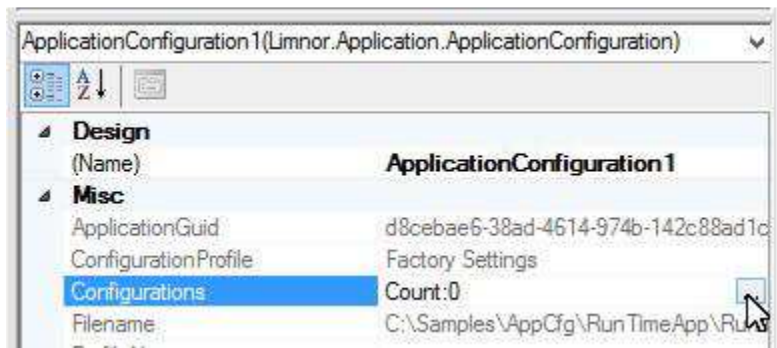 ApplicationConfiguration1(Limnor.Application.ApplicationConfiguration)
Design
(Name) ApplicationConfiguration1
Misc
ApplicationGuid d8cebae6-38ad-4614-974b-142c88ad1c
ConfigurationProfile Factory Settings
Configurations Count:0
Filename C:\Samples\AppCfg\RunTimeApp\Ru